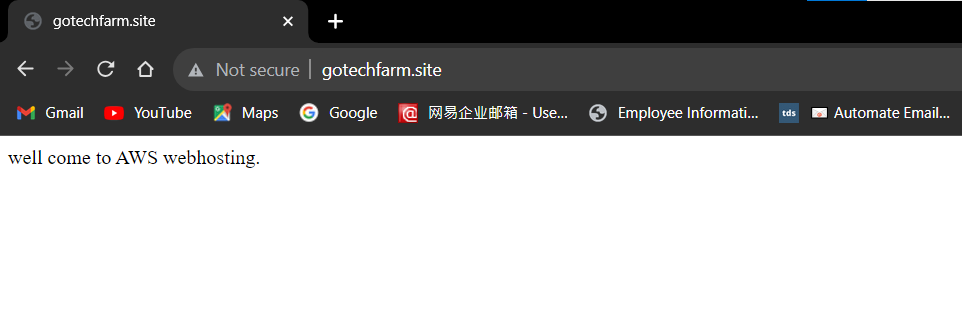 gotechfarm.site
Not secure | gotechfarm.site
Gmail YouTube Maps Google 网易企业邮箱 - Use... Employee Informati... tds Automate Email...
well come to AWS webhosting.